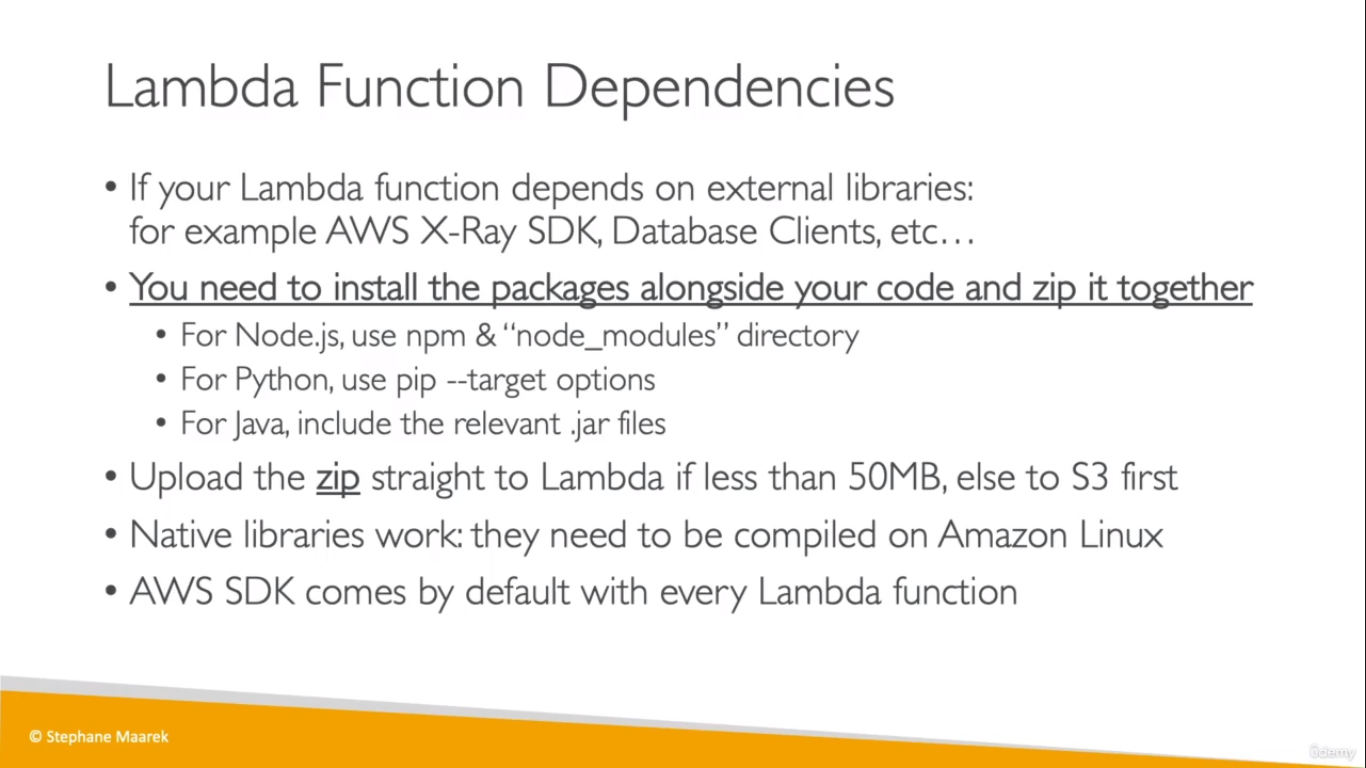 Lambda Function Dependencies
• If your Lambda function depends on external libraries:
for example AWS X-Ray SDK, Database Clients, etc…
• You need to install the packages alongside your code and zip it together
• For Node.js, use npm & “node_modules” directory
• For Python, use pip --target options
• For Java, include the relevant .jar files
• Upload the zip straight to Lambda if less than 50MB, else to S3 first
• Native libraries work: they need to be compiled on Amazon Linux
• AWS SDK comes by default with every Lambda function
© Stephane Maarek
Udemy